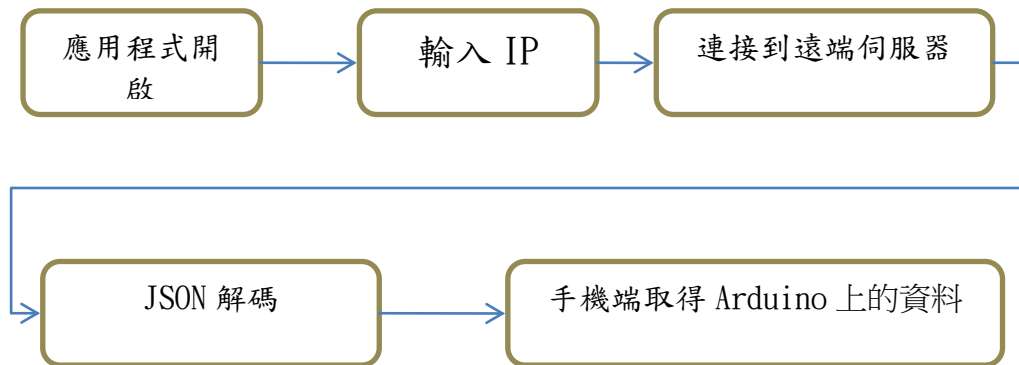 應用程式開
啟
輸入 IP
連接到遠端伺服器
JSON 解碼
手機端取得 Arduino 上的資料